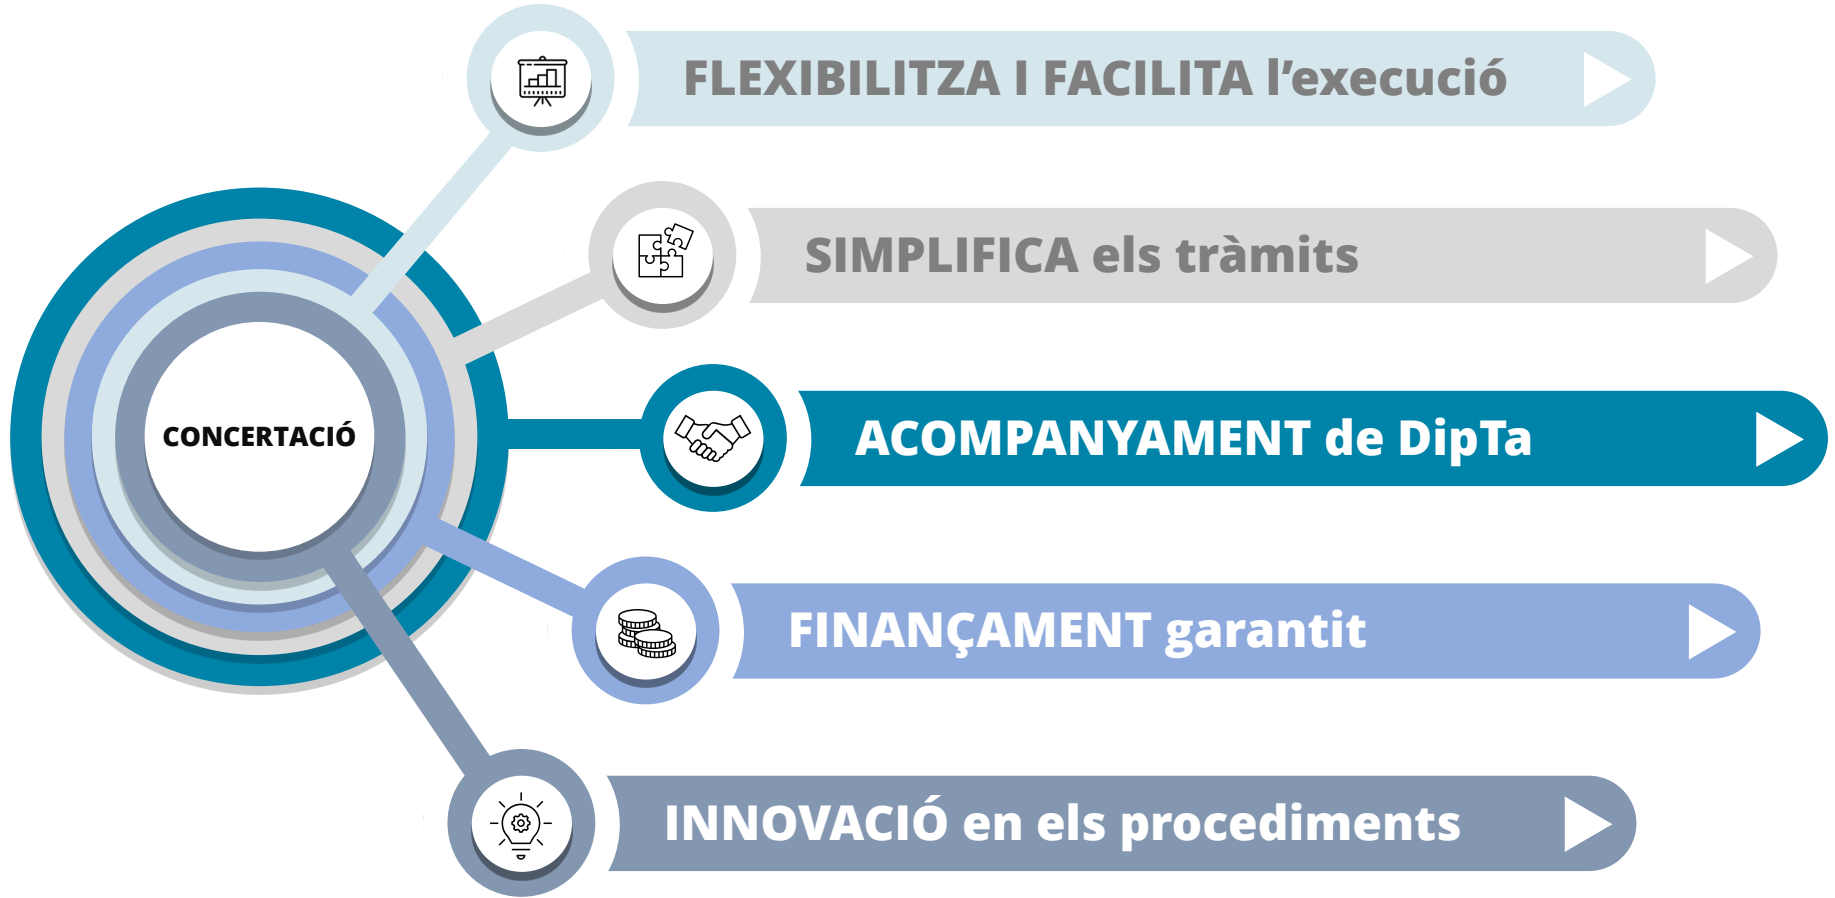 FLEXIBILITZA I FACILITA l’execució
SIMPLIFICA els tràmits
CONCERTACIÓ
ACOMPANYAMENT de DipTa
FINANÇAMENT garantit
INNOVACIÓ en els procediments